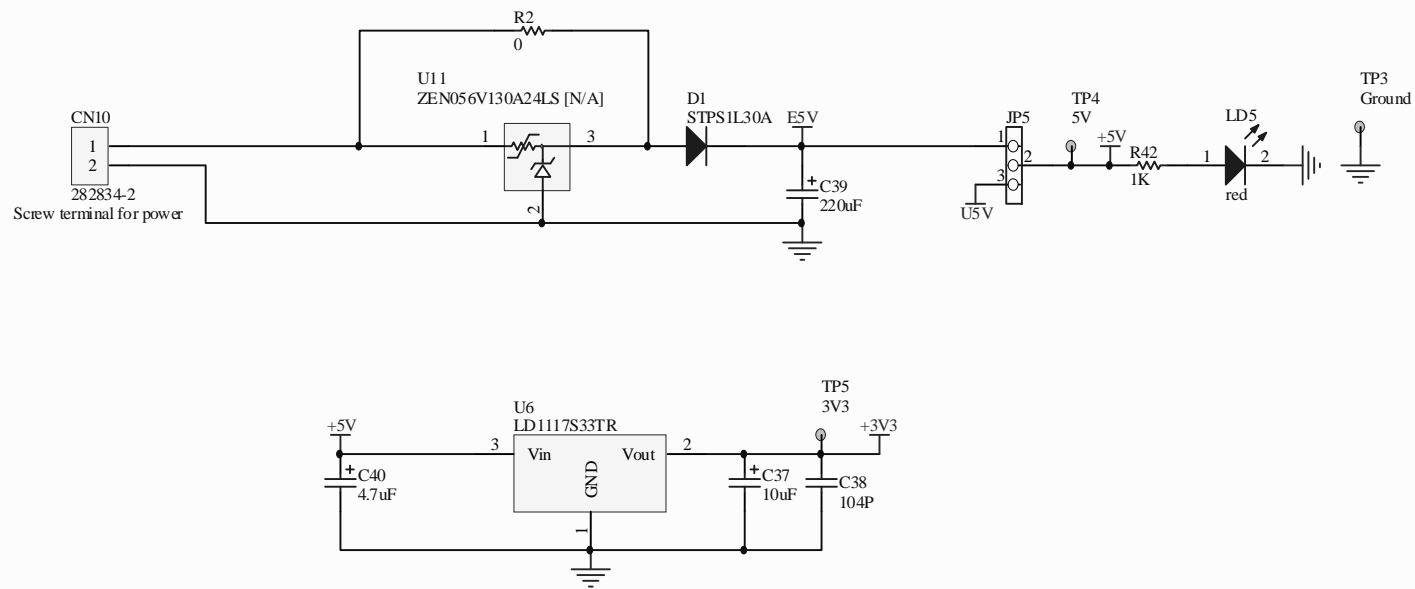 R2
0
U11
ZEN056V130A24LS [N/A]
CN10
1
2
282834-2
Screw terminal for power
1
3
2
D1
STPS1L30A
E5V
+
C39
220uF
JP5
1
2
3
U5V
TP4
5V
+5V
R42
1K
LD5
1
2
red
TP3
Ground
+5V
+
C40
4.7uF
U6
LD1117S33TR
3
Vin
Vout
GND
2
1
TP5
3V3
+3V3
+
C37
10uF
C38
104P